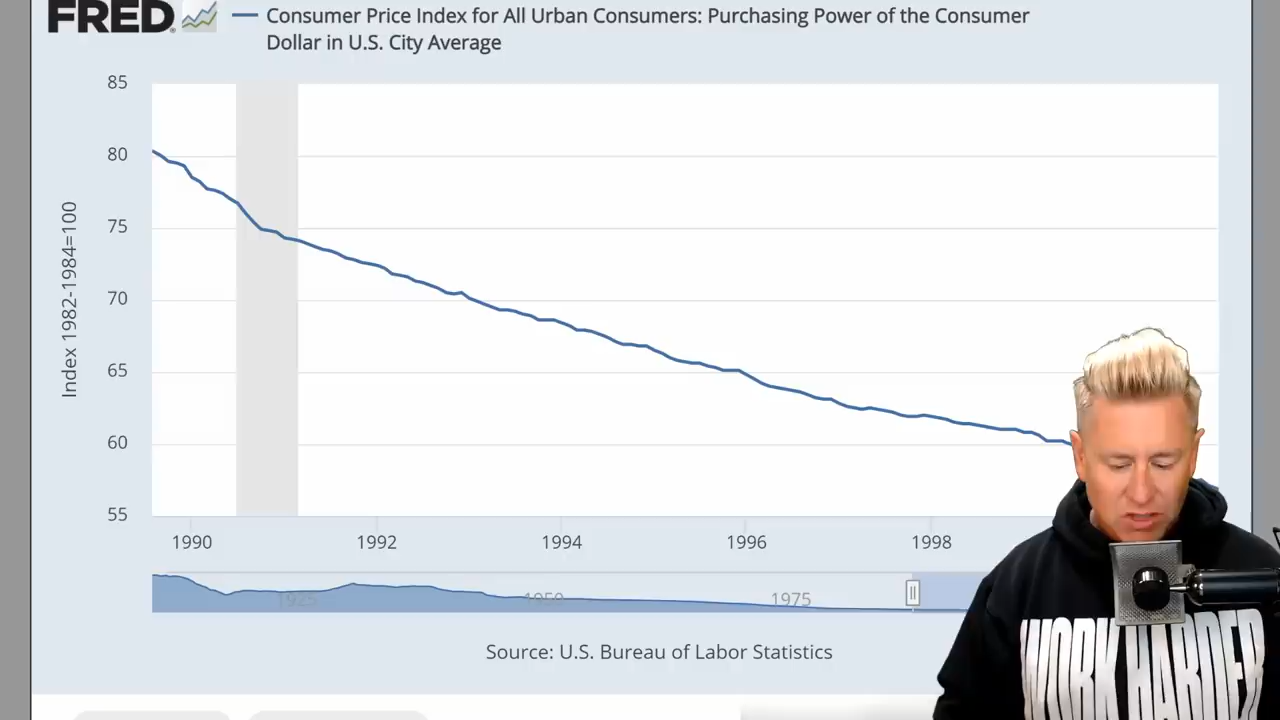 FRED
Consumer Price Index for All Urban Consumers: Purchasing Power of the Consumer
Dollar in U.S. City Average
85
80
75
70
65
60
55
Index 1982-1984=100
1990
1992
1994
1996
1998
1925
1950
1975
Source: U.S. Bureau of Labor Statistics
WORK HARDER